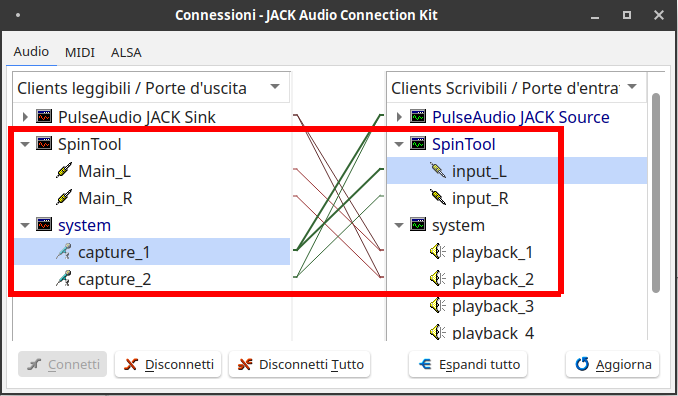 Connessioni - JACK Audio Connection Kit
Audio MIDI ALSA
Clients leggibili / Porte d'uscita
PulseAudio JACK Sink
SpinTool
Main_L
Main_R
system
capture_1
capture_2
Clients Scrivibili / Porte d'entra
PulseAudio JACK Source
SpinTool
input_L
input_R
system
playback_1
playback_2
playback_3
playback_4
Connetti Disconnetti Disconnetti Tutto Espandi tutto Aggiorna